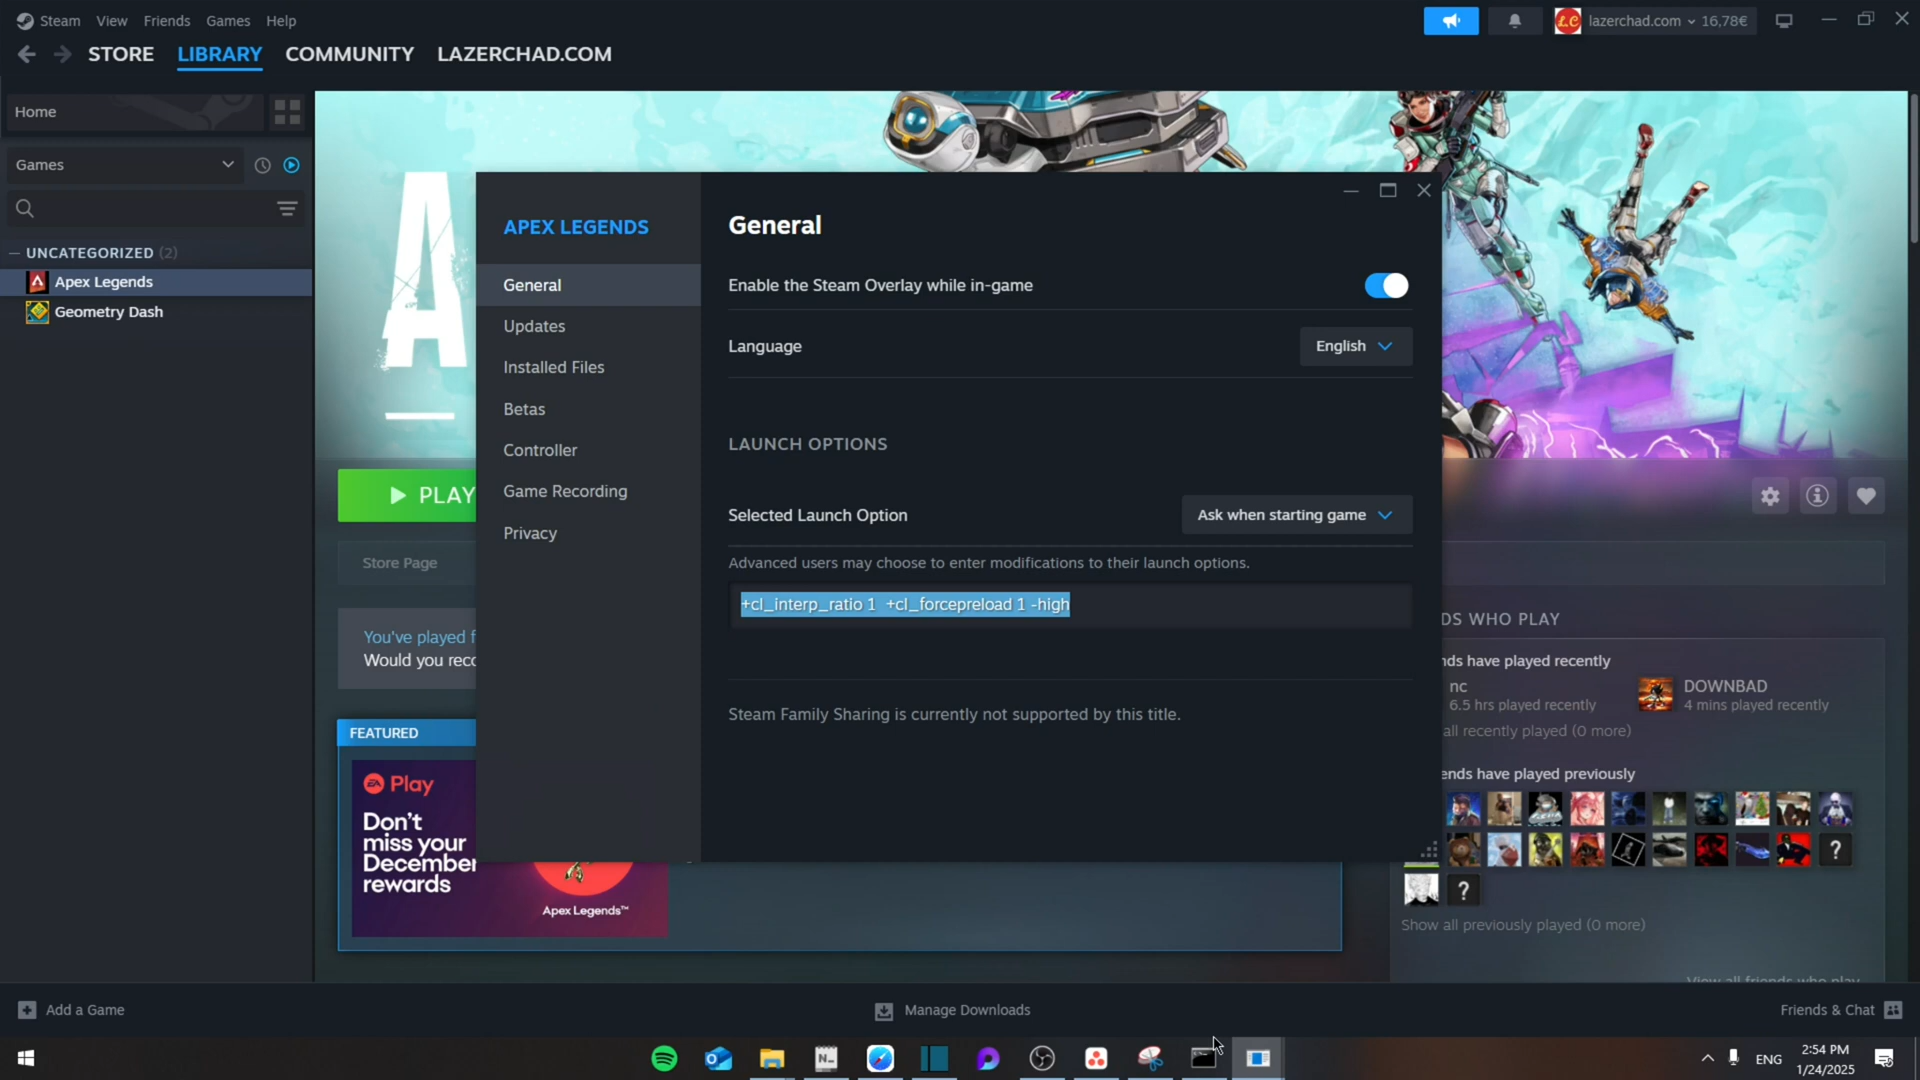 Steam View Friends Games Help
lazerchad.com 16,78€
STORE LIBRARY COMMUNITY LAZERCHAD.COM
Home
Games
UNCATEGORIZED (2)
Apex Legends
Geometry Dash
APEX LEGENDS
General
Updates
Installed Files
Betas
Controller
Game Recording
Privacy
General
Enable the Steam Overlay while in-game
Language English
LAUNCH OPTIONS
Selected Launch Option Ask when starting game
Advanced users may choose to enter modifications to their launch options.
+cl_interp_ratio 1  +cl_forcepreload 1 -high
Steam Family Sharing is currently not supported by this title.
PLAY
Store Page
You've played
Would you
FEATURED
EA Play
Don't
miss your
December
rewards
Apex Legends™
WHO PLAY
have played recently
nc
6.5 hrs played recently
DOWNBAD
4 mins played recently
all recently played (0 more)
have played previously
?
?
Show all previously played (0 more)
View all friends who play
Add a Game
Manage Downloads
Friends & Chat
ENG
2:54 PM
1/24/2025